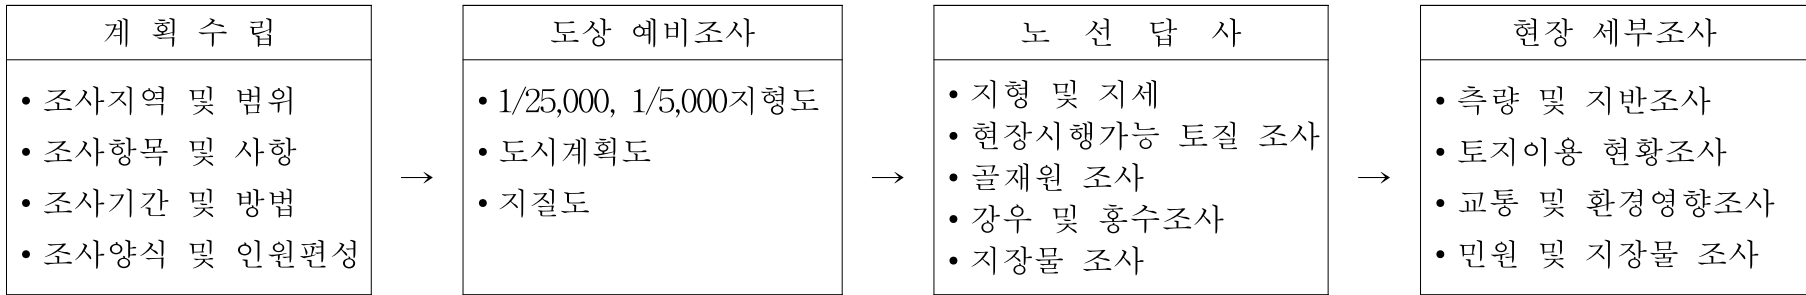 계 획 수 립
• 조사지역 및 범위
• 조사항목 및 사항
• 조사기간 및 방법
• 조사양식 및 인원편성
→
도상 예비조사
• 1/25,000, 1/5,000지형도
• 도시계획도
• 지질도
→
노 선 답 사
• 지형 및 지세
• 현장시행가능 토질 조사
• 골재원 조사
• 강우 및 홍수조사
• 지장물 조사
→
현장 세부조사
• 측량 및 지반조사
• 토지이용 현황조사
• 교통 및 환경영향조사
• 민원 및 지장물 조사